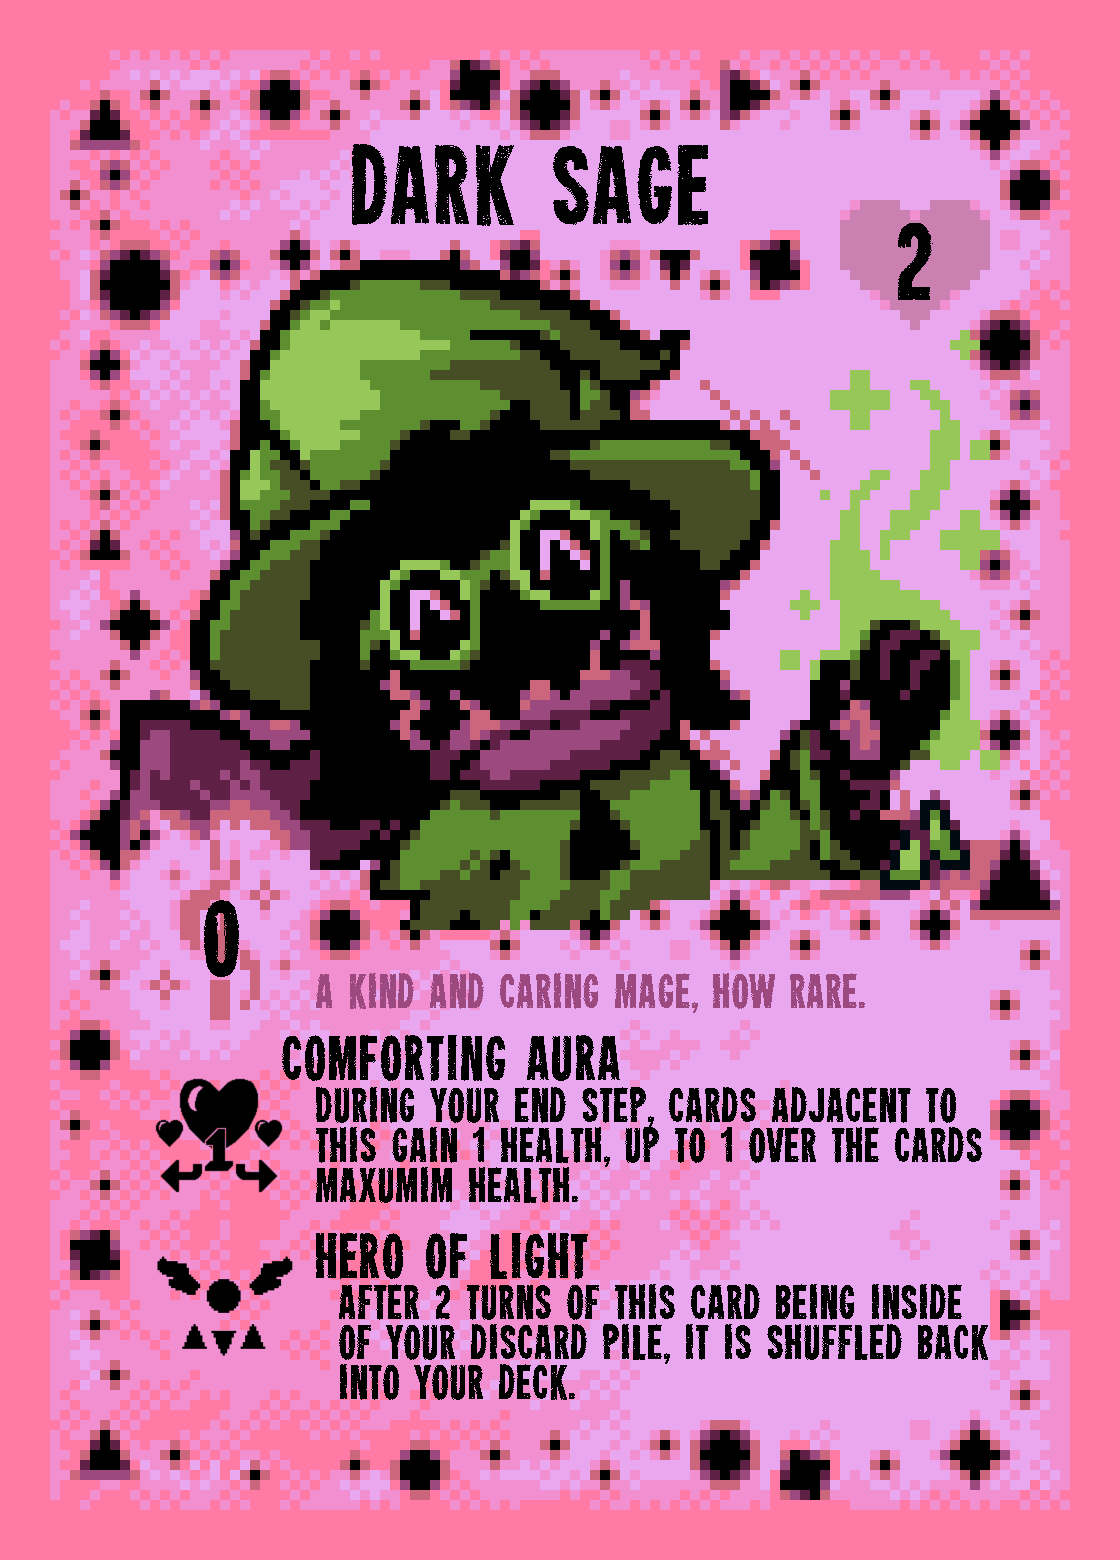 DARK SAGE
2
0
A KIND AND CARING MAGE, HOW RARE.
COMFORTING AURA
DURING YOUR END STEP, CARDS ADJACENT TO
THIS GAIN 1 HEALTH, UP TO 1 OVER THE CARDS
MAXUMIM HEALTH.
1
HERO OF LIGHT
AFTER 2 TURNS OF THIS CARD BEING INSIDE
OF YOUR DISCARD PILE, IT IS SHUFFLED BACK
INTO YOUR DECK.